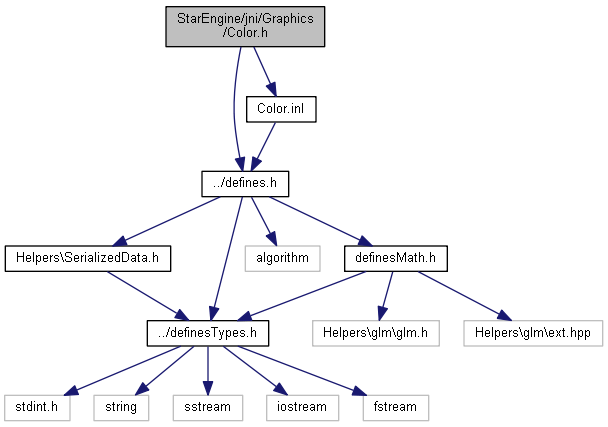 StarEngine/jni/Graphics
/Color.h
Color.inl
../defines.h
Helpers\SerializedData.h
algorithm
definesMath.h
../definesTypes.h
Helpers\glm\glm.h
Helpers\glm\ext.hpp
stdint.h
string
sstream
iostream
fstream